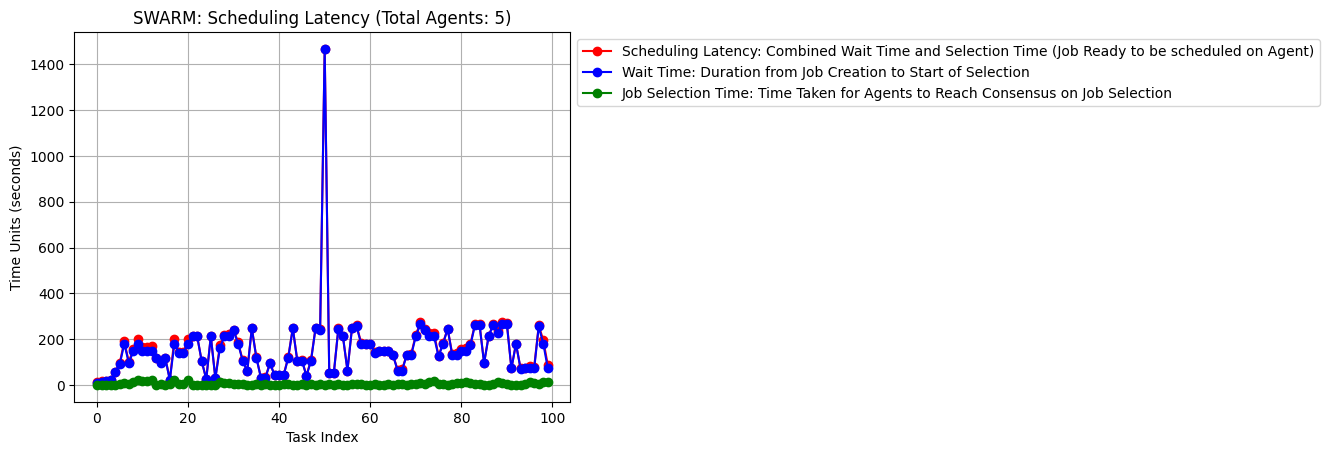 SWARM: Scheduling Latency (Total Agents: 5)
Scheduling Latency: Combined Wait Time and Selection Time (Job Ready to be scheduled on Agent)
Wait Time: Duration from Job Creation to Start of Selection
Job Selection Time: Time Taken for Agents to Reach Consensus on Job Selection
Time Units (seconds)
1400
1200
1000
800
600
400
200
0
0 20 40 60 80 100
Task Index